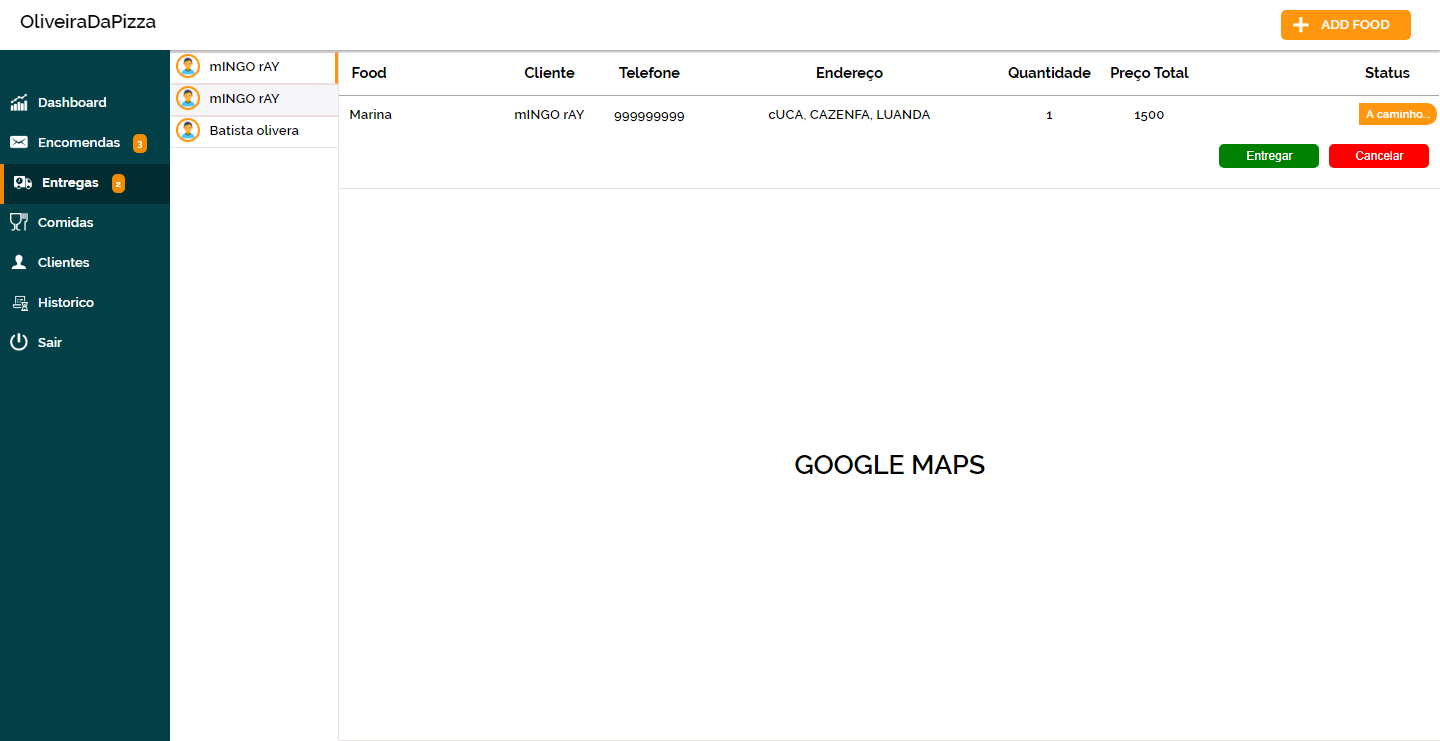 OliveiraDaPizza
ADD FOOD
Dashboard
Encomendas 3
Entregas 2
Comidas
Clientes
Historico
Sair
mINGO rAY
mINGO rAY
Batista olivera
Food Cliente Telefone Endereço Quantidade Preço Total Status
Marina mINGO rAY 999999999 cUCA, CAZENFA, LUANDA 1 1500 A caminho...
Entregar Cancelar
GOOGLE MAPS